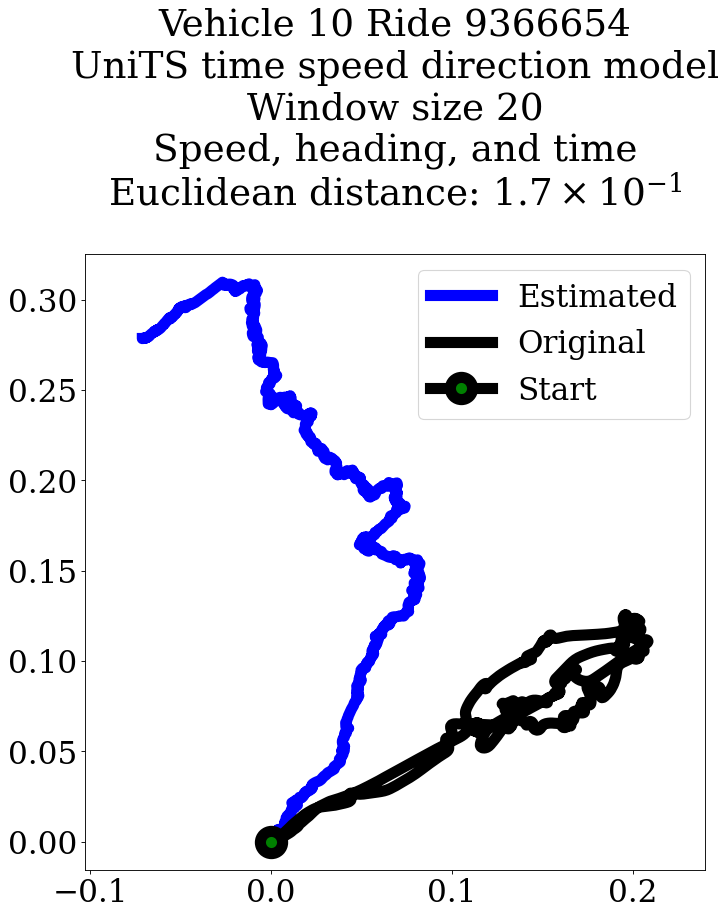 Vehicle 10 Ride 9366654
UniTS time speed direction model
Window size 20
Speed, heading, and time
Euclidean distance: 1.7 × 10⁻¹
Estimated
Original
Start
0.30
0.25
0.20
0.15
0.10
0.05
0.00
−0.1
0.0
0.1
0.2